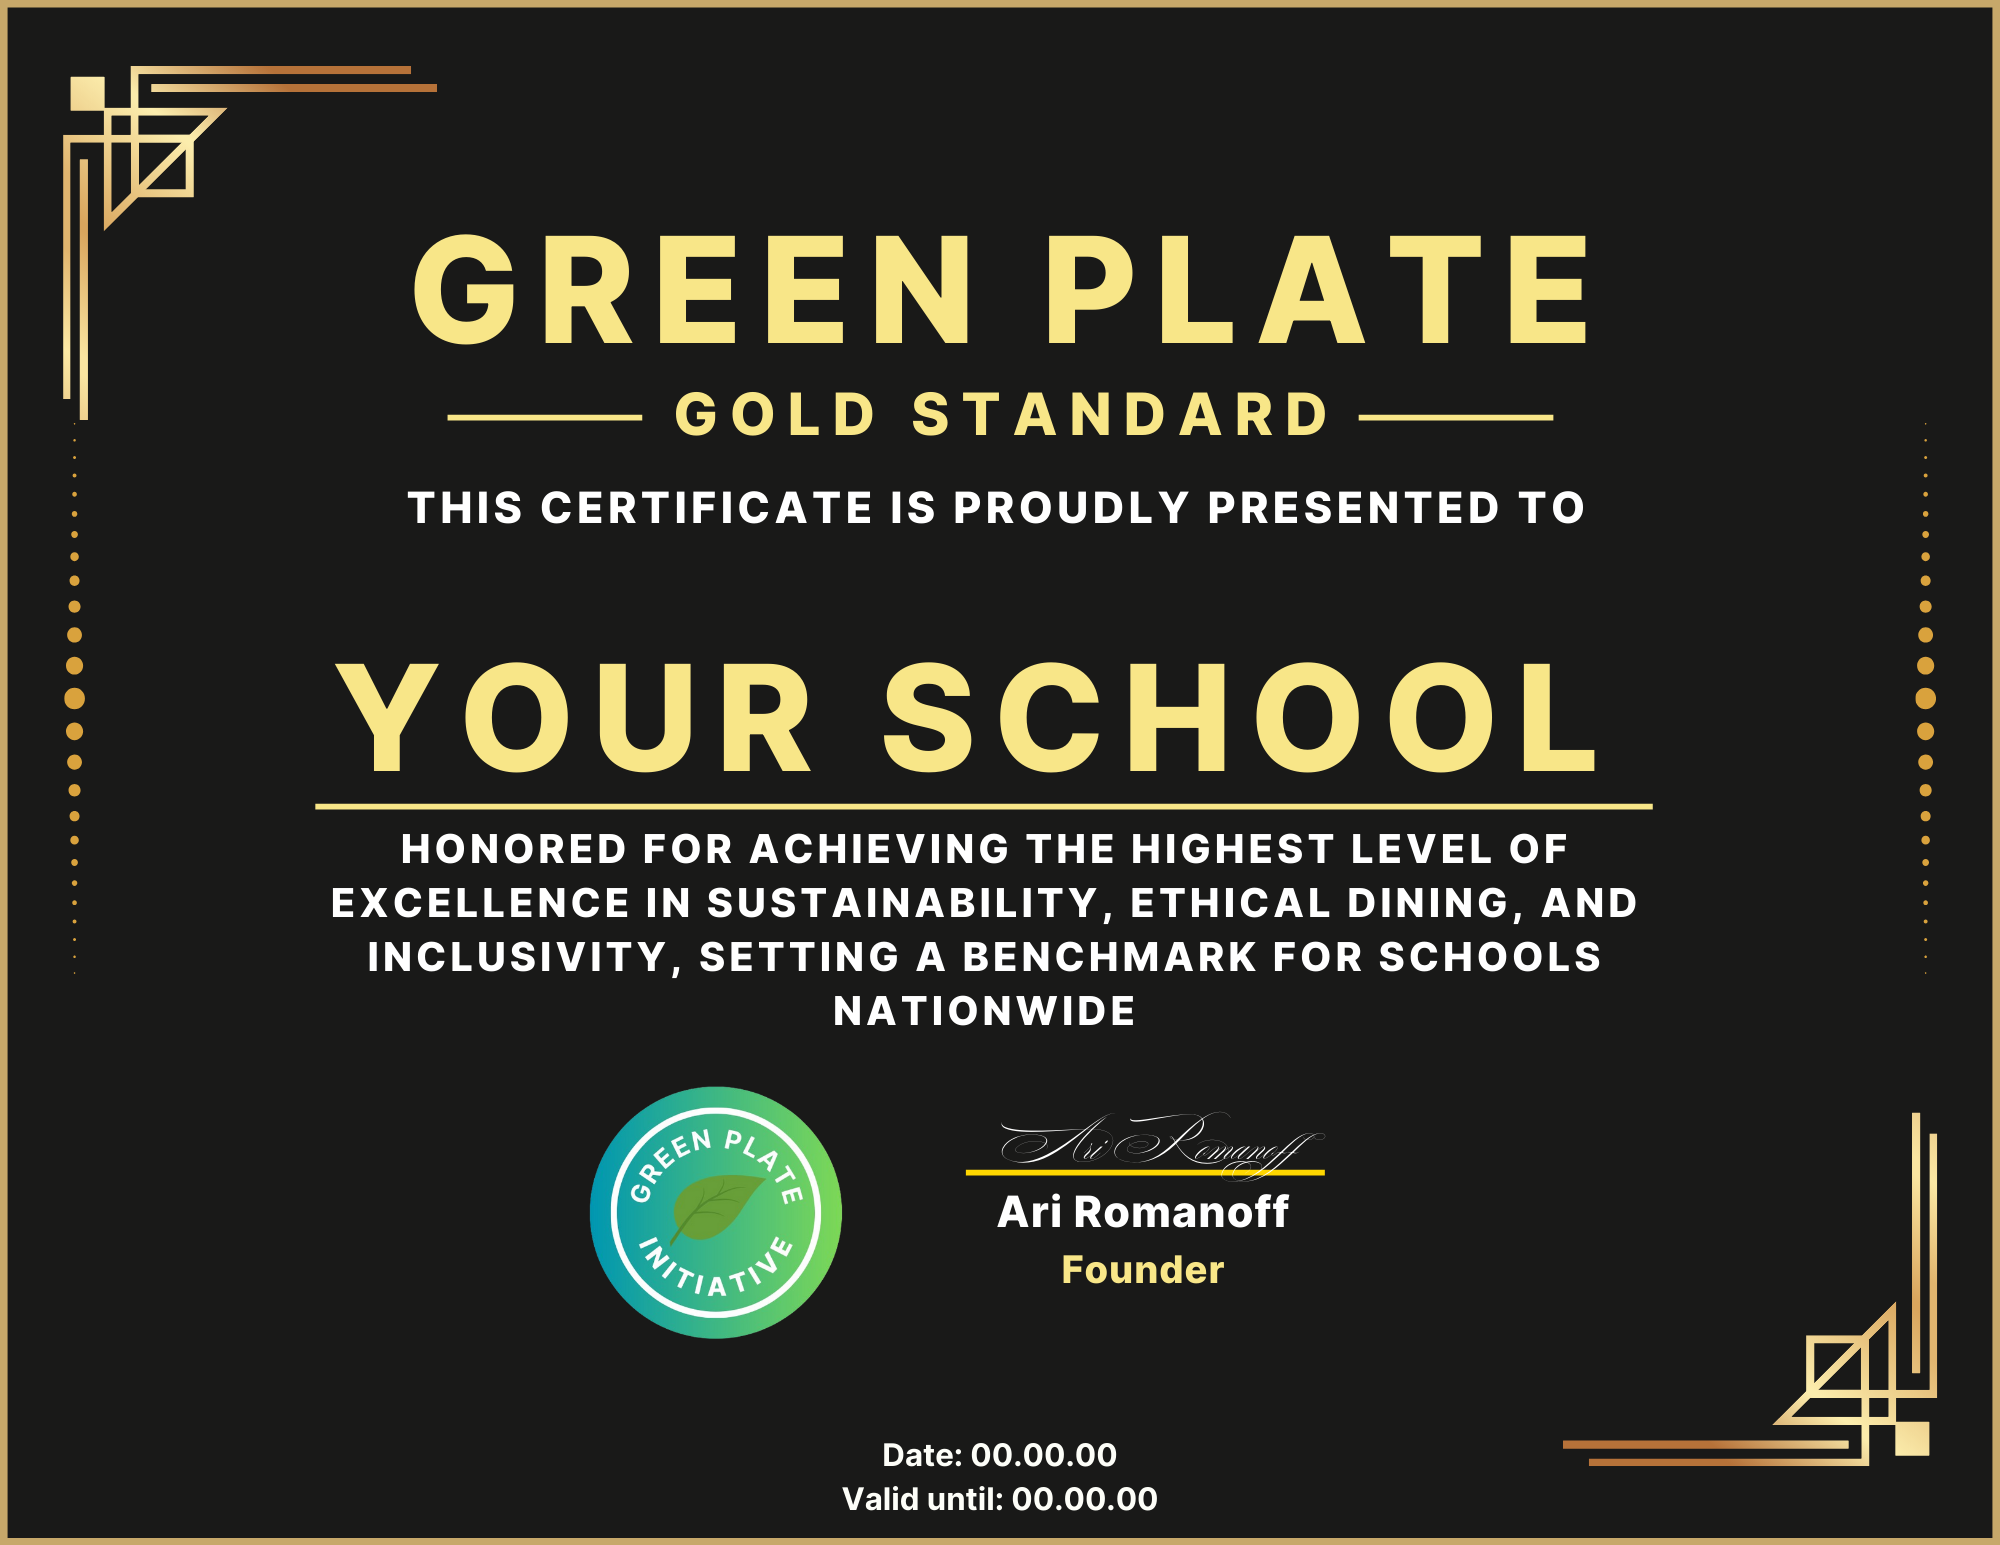 GREEN PLATE
GOLD STANDARD
THIS CERTIFICATE IS PROUDLY PRESENTED TO
YOUR SCHOOL
HONORED FOR ACHIEVING THE HIGHEST LEVEL OF
EXCELLENCE IN SUSTAINABILITY, ETHICAL DINING, AND
INCLUSIVITY, SETTING A BENCHMARK FOR SCHOOLS
NATIONWIDE
GREEN PLATE
INITIATIVE
Ari Romanoff
Ari Romanoff
Founder
Date: 00.00.00
Valid until: 00.00.00